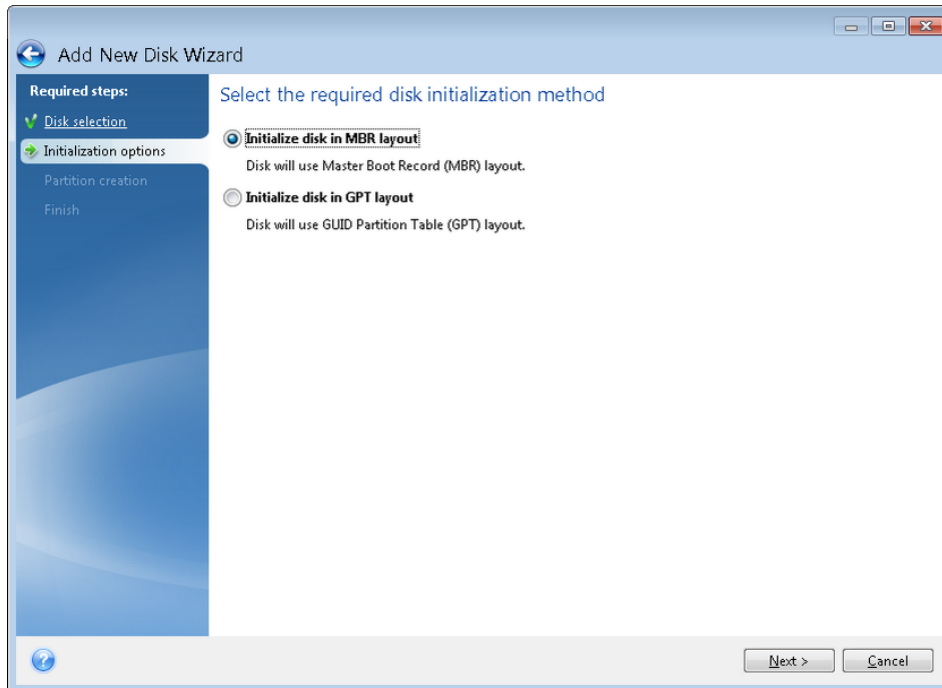 Add New Disk Wizard
Required steps:
Disk selection
Initialization options
Partition creation
Finish
Select the required disk initialization method
Initialize disk in MBR layout
Disk will use Master Boot Record (MBR) layout.
Initialize disk in GPT layout
Disk will use GUID Partition Table (GPT) layout.
Next >
Cancel